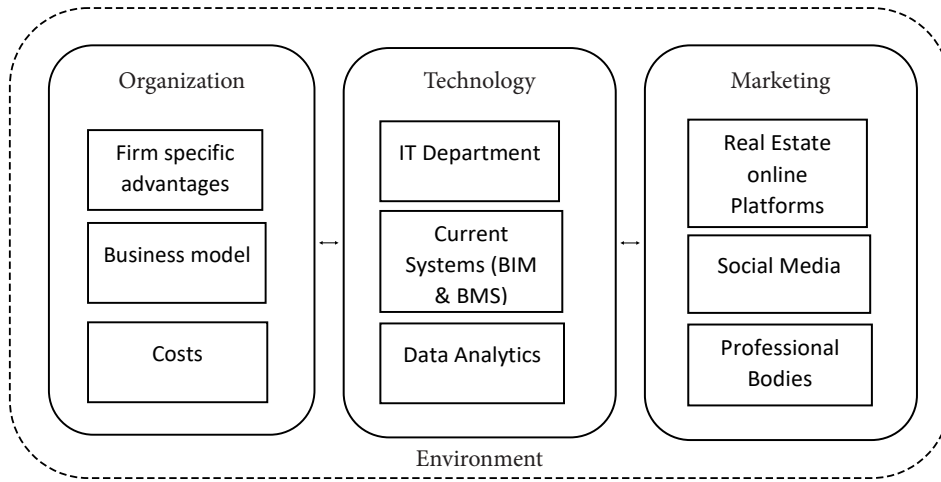 Organization
Firm specific
advantages
Business model
Costs
Technology
IT Department
Current
Systems (BIM
& BMS)
Data Analytics
Marketing
Real Estate
online
Platforms
Social Media
Professional
Bodies
Environment